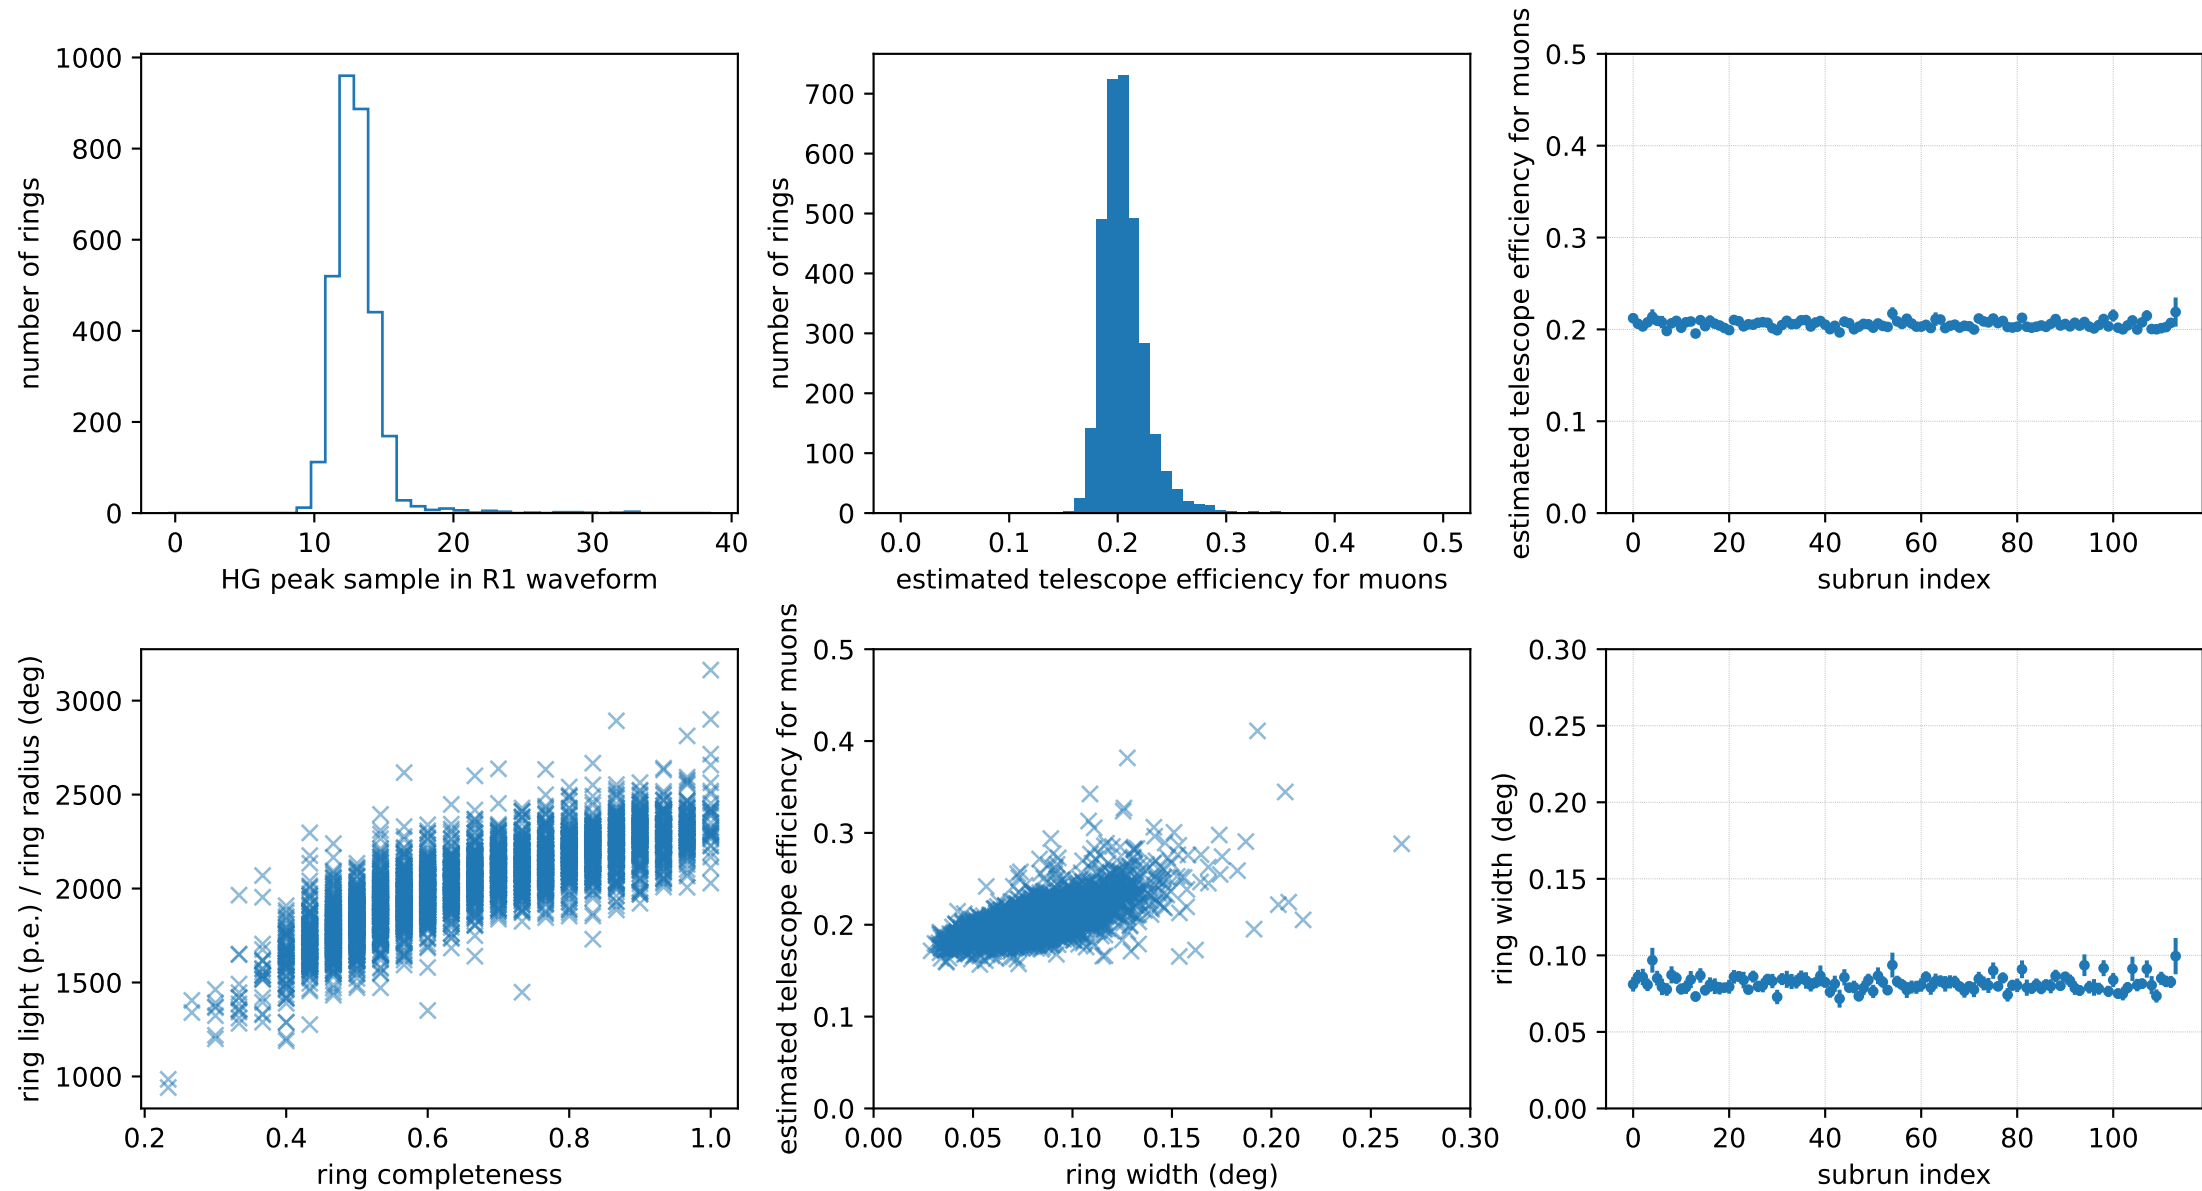 1000
800
600
400
200
0
number of rings
0 10 20 30 40
HG peak sample in R1 waveform
700
600
500
400
300
200
100
0
number of rings
0.0 0.1 0.2 0.3 0.4 0.5
estimated telescope efficiency for muons
0.5
0.4
0.3
0.2
0.1
0.0
estimated telescope efficiency for muons
0 20 40 60 80 100
subrun index
3000
2500
2000
1500
1000
ring light (p.e.) / ring radius (deg)
0.2 0.4 0.6 0.8 1.0
ring completeness
0.5
0.4
0.3
0.2
0.1
0.0
estimated telescope efficiency for muons
0.00 0.05 0.10 0.15 0.20 0.25 0.30
ring width (deg)
0.30
0.25
0.20
0.15
0.10
0.05
0.00
ring width (deg)
0 20 40 60 80 100
subrun index